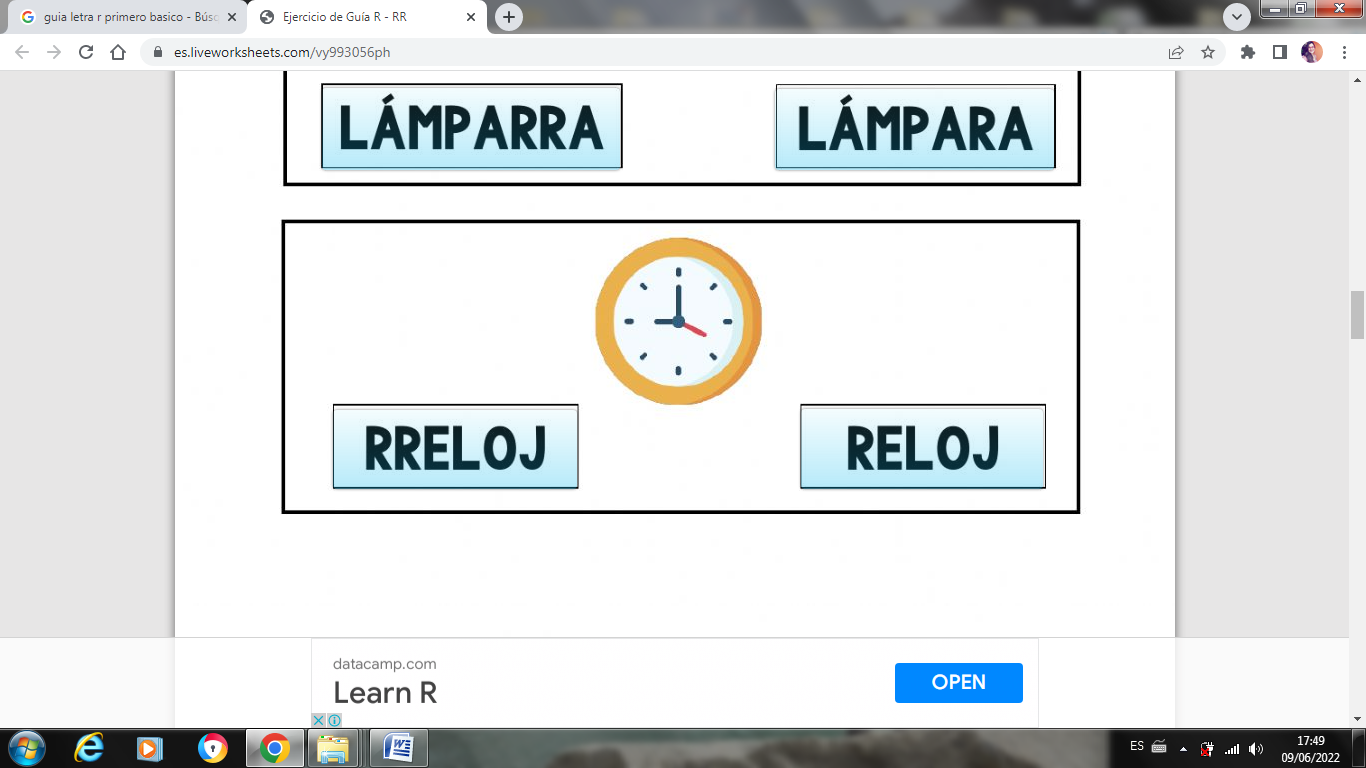 guia letra r primero basico - Búsc
Ejercicio de Guía R - RR
es.liveworksheets.com/vy993056ph
LÁMPARRA
LÁMPARA
RRELOJ
RELOJ
datacamp.com
Learn R
OPEN
ES
17:49
09/06/2022